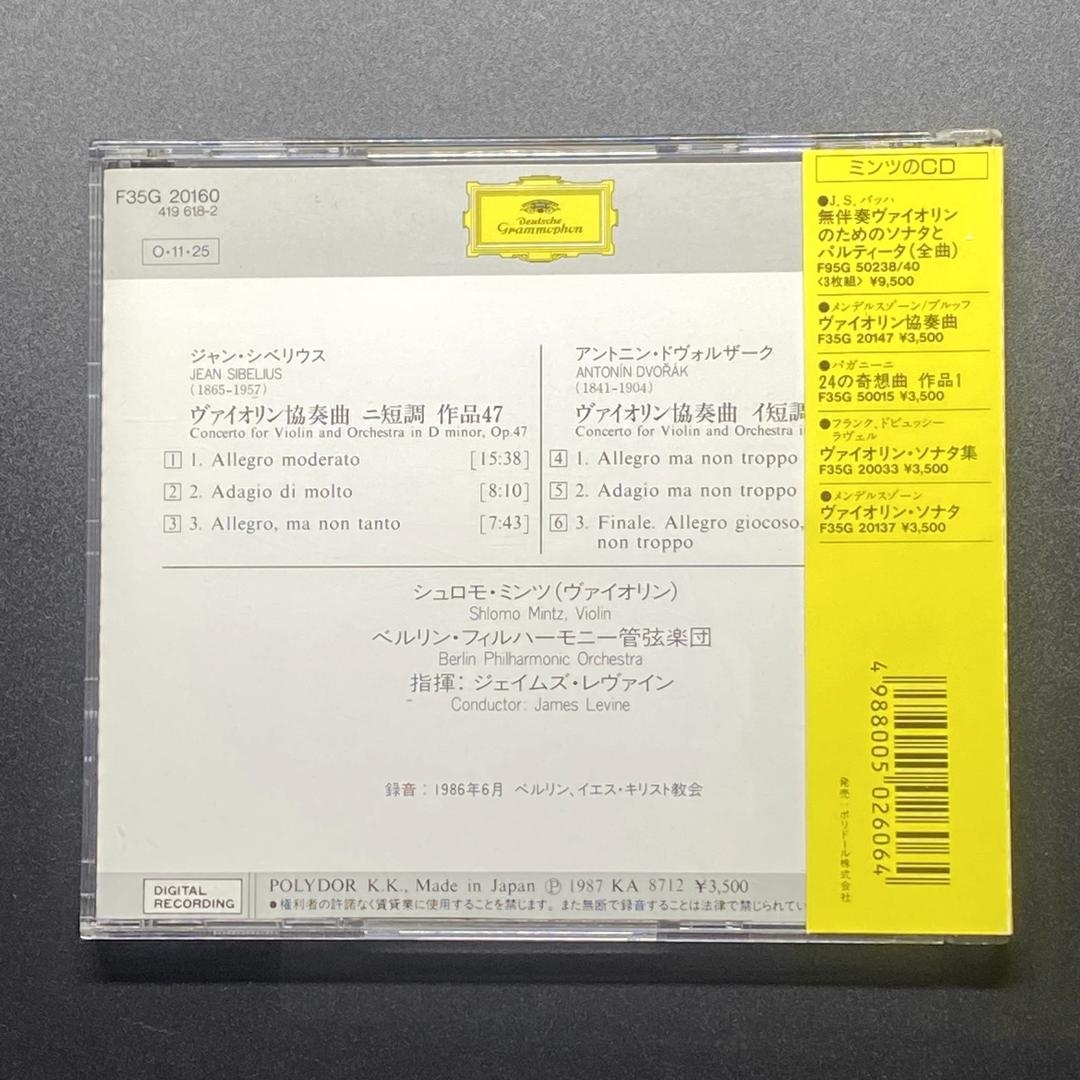 F35G 20160
419 618-2
O·11·25
Deutsche
Grammophon
ジャン・シベリウス
JEAN SIBELIUS
(1865-1957)
ヴァイオリン協奏曲 ニ短調 作品47
Concerto for Violin and Orchestra in D minor, Op.47
1 1. Allegro moderato [15:38]
2 2. Adagio di molto [8:10]
3 3. Allegro, ma non tanto [7:43]
アントニン・ドヴォルザーク
ANTONÍN DVOŘÁK
(1841-1904)
ヴァイオリン協奏曲 イ短調
Concerto for Violin and Orchestra i
4 1. Allegro ma non troppo
5 2. Adagio ma non troppo
6 3. Finale. Allegro giocoso,
non troppo
シュロモ・ミンツ(ヴァイオリン)
Shlomo Mintz, Violin
ベルリン・フィルハーモニー管弦楽団
Berlin Philharmonic Orchestra
指揮: ジェイムズ・レヴァイン
Conductor: James Levine
録音: 1986年6月 ベルリン、イエス・キリスト教会
DIGITAL
RECORDING
POLYDOR K.K., Made in Japan Ⓟ 1987 KA 8712 ¥3,500
●権利者の許諾なく賃貸業に使用することを禁じます。また無断で録音することは法律で禁じられてい
ミンツのCD
●J.S.バッハ
無伴奏ヴァイオリン
のためのソナタと
パルティータ(全曲)
F95G 50238/40
〈3枚組〉 ¥9,500
●メンデルスゾーン/ブルッフ
ヴァイオリン協奏曲
F35G 20147 ¥3,500
●パガニーニ
24の奇想曲 作品1
F35G 50015 ¥3,500
●フランク、ドビュッシー
ラヴェル
ヴァイオリン・ソナタ集
F35G 20033 ¥3,500
●メンデルスゾーン
ヴァイオリン・ソナタ
F35G 20137 ¥3,500
4 988005 026064
発売:ポリドール株式会社